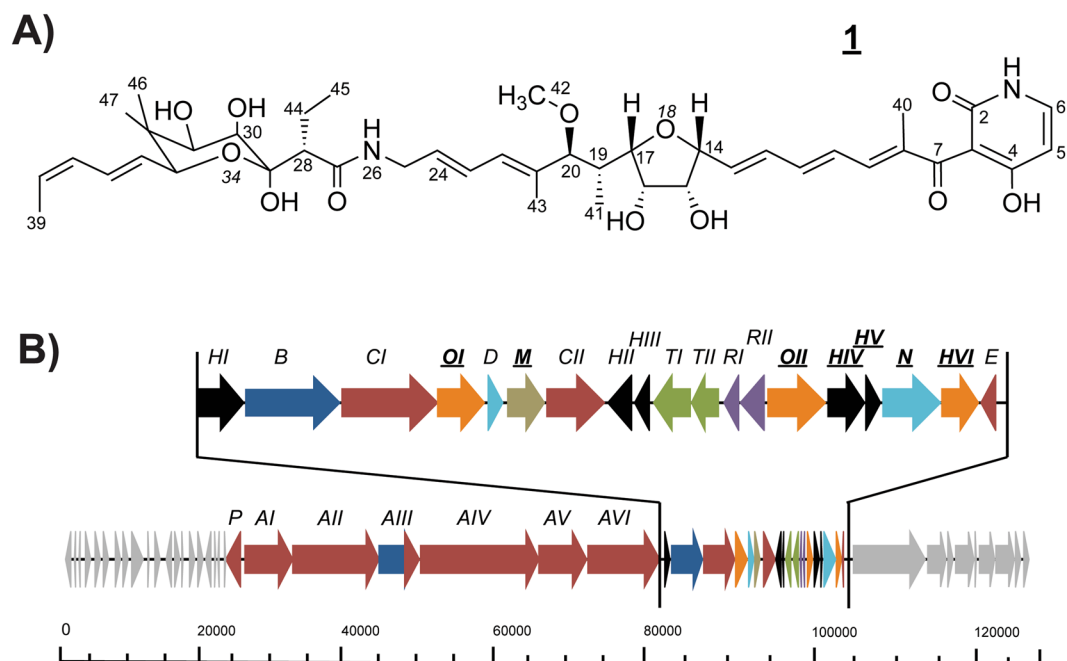 A)
1
46
47
HO
OH
30
45
44
O
34
OH
28
O
H
N
26
24
H3C
42
O
20
43
19
41
H
17
18
O
H
14
HO
OH
40
7
O
O
2
H
N
6
5
4
OH
39
B)
HI B CI OI D M CII HII HIII TI TII RI RII OII HIV HV N HVI E
P AI AII AIII AIV AV AVI
0 20000 40000 60000 80000 100000 120000